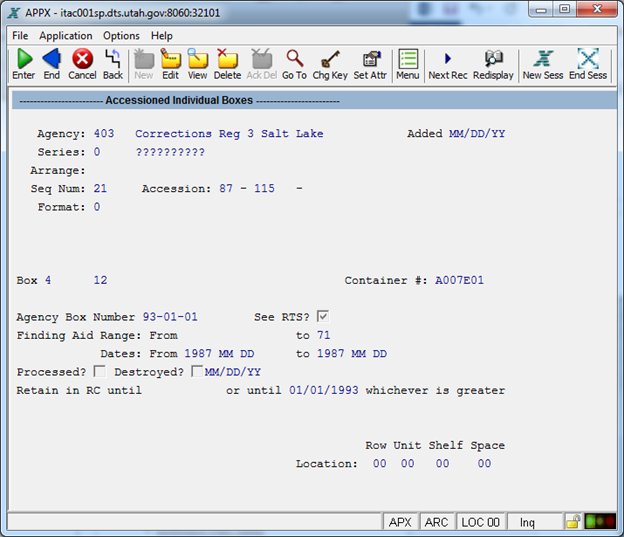 APPX - itac001sp.dts.utah.gov:8060:32101
File Application Options Help
Enter End Cancel Back New Edit View Delete Ack Del Go To Chg Key Set Attr Menu Next Rec Redisplay New Sess End Sess
------------------------ Accessioned Individual Boxes ------------------------
Agency: 403 Corrections Reg 3 Salt Lake Added MM/DD/YY
Series: 0 ??????????
Arrange:
Seq Num: 21 Accession: 87 - 115 -
Format: 0
Box 4 12 Container #: A007E01
Agency Box Number 93-01-01 See RTS?
Finding Aid Range: From to 71
Dates: From 1987 MM DD to 1987 MM DD
Processed? Destroyed? MM/DD/YY
Retain in RC until or until 01/01/1993 whichever is greater
Row Unit Shelf Space
Location: 00 00 00 00
APX ARC LOC 00 Inq